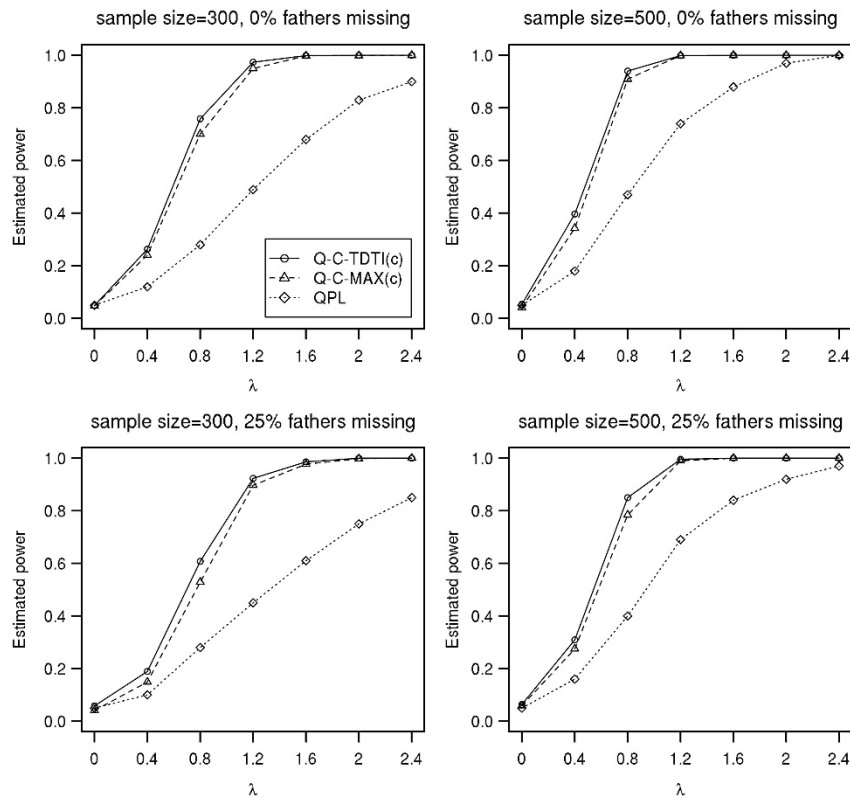 sample size=300, 0% fathers missing
Estimated power
1.0
0.8
0.6
0.4
0.2
0.0
Q-C-TDTI(c)
Q-C-MAX(c)
QPL
0 0.4 0.8 1.2 1.6 2 2.4
λ
sample size=500, 0% fathers missing
Estimated power
1.0
0.8
0.6
0.4
0.2
0.0
0 0.4 0.8 1.2 1.6 2 2.4
λ
sample size=300, 25% fathers missing
Estimated power
1.0
0.8
0.6
0.4
0.2
0.0
0 0.4 0.8 1.2 1.6 2 2.4
λ
sample size=500, 25% fathers missing
Estimated power
1.0
0.8
0.6
0.4
0.2
0.0
0 0.4 0.8 1.2 1.6 2 2.4
λ